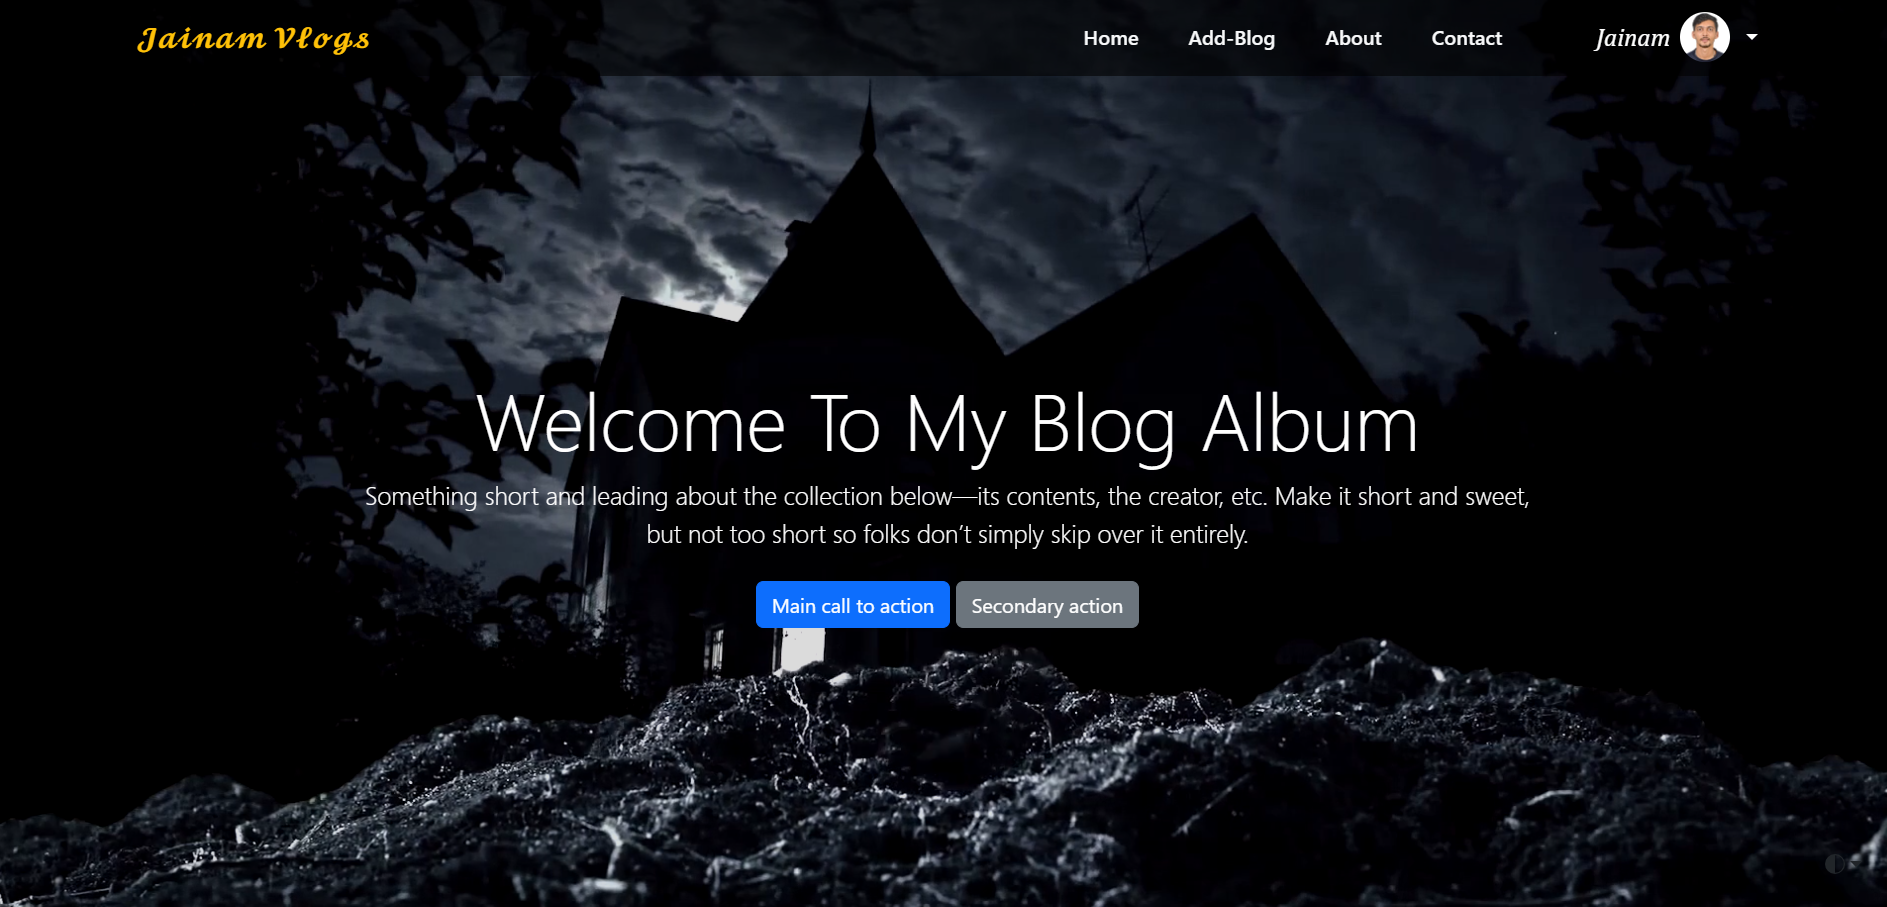 Jainam Vlogs
Home Add-Blog About Contact Jainam
Welcome To My Blog Album
Something short and leading about the collection below—its contents, the creator, etc. Make it short and sweet,
but not too short so folks don’t simply skip over it entirely.
Main call to action Secondary action